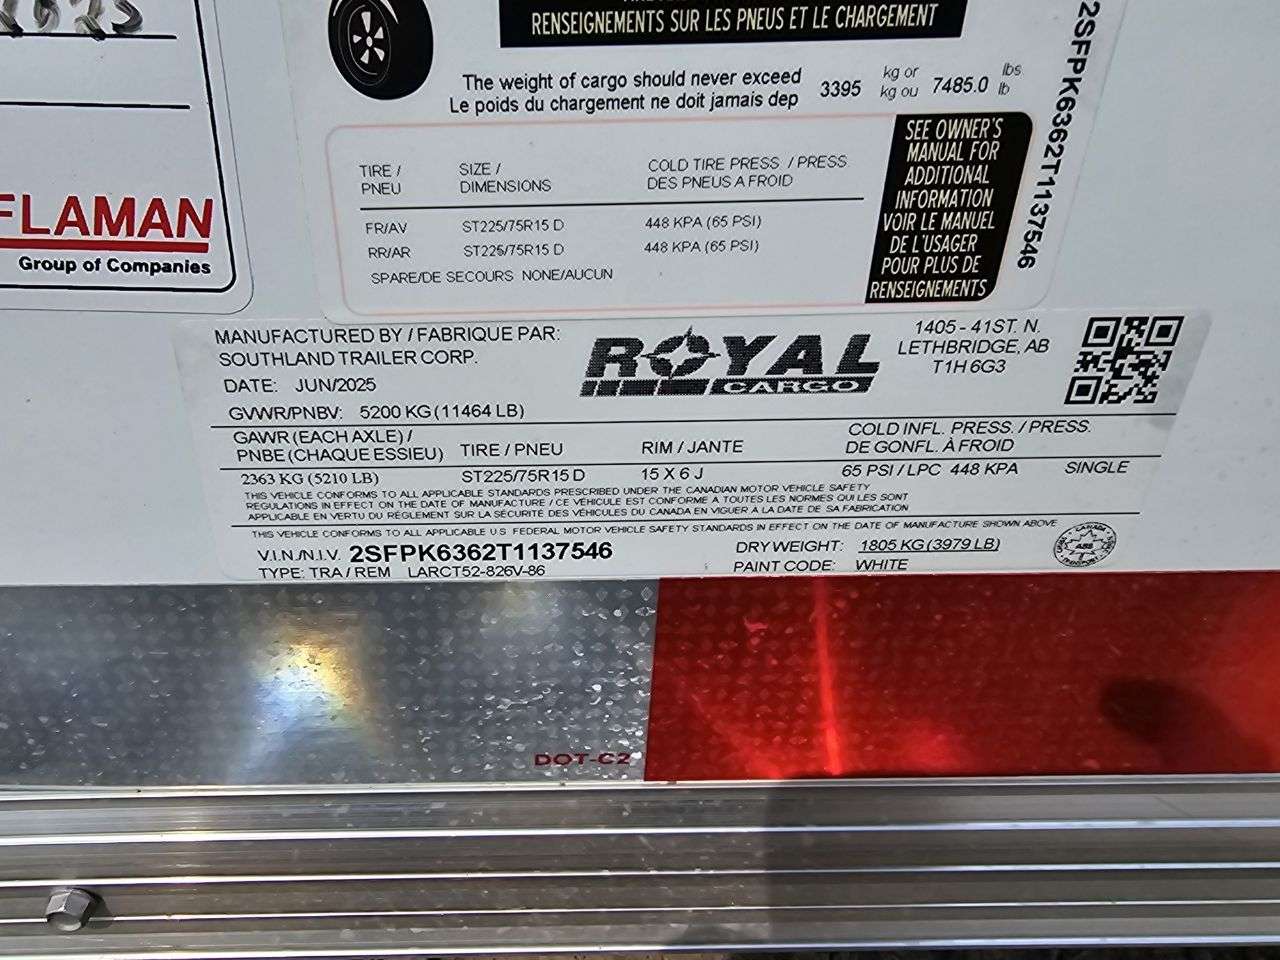 RENSEIGNEMENTS SUR LES PNEUS ET LE CHARGEMENT
The weight of cargo should never exceed 3395 kg or 7485.0 lbs
Le poids du chargement ne doit jamais dep kg ou lb
TIRE / PNEU
SIZE / DIMENSIONS
COLD TIRE PRESS. / PRESS. DES PNEUS A FROID
FR/AV ST225/75R15 D 448 KPA (65 PSI)
RR/AR ST225/75R15 D 448 KPA (65 PSI)
SPARE/DE SECOURS NONE/AUCUN
SEE OWNER'S
MANUAL FOR
ADDITIONAL
INFORMATION
VOIR LE MANUEL
DE L'USAGER
POUR PLUS DE
RENSEIGNEMENTS
2SFPK6362T1137546
FLAMAN
Group of Companies
MANUFACTURED BY / FABRIQUE PAR:
SOUTHLAND TRAILER CORP.
DATE: JUN/2025
ROYAL
CARGO
1405 - 41ST. N.
LETHBRIDGE, AB
T1H 6G3
GVWR/PNBV: 5200 KG (11464 LB)
GAWR (EACH AXLE) /
PNBE (CHAQUE ESSIEU)
TIRE / PNEU
RIM / JANTE
COLD INFL. PRESS. / PRESS.
DE GONFL. À FROID
2363 KG (5210 LB) ST225/75R15 D 15 X 6 J 65 PSI / LPC 448 KPA SINGLE
THIS VEHICLE CONFORMS TO ALL APPLICABLE STANDARDS PRESCRIBED UNDER THE CANADIAN MOTOR VEHICLE SAFETY
REGULATIONS IN EFFECT ON THE DATE OF MANUFACTURE / CE VÉHICULE EST CONFORME A TOUTES LES NORMES QUI LES SONT
APPLICABLE EN VERTU DU RÈGLEMENT SUR LA SÉCURITÉ DES VÉHICULES DU CANADA EN VIGUER A LA DATE DE SA FABRICATION
THIS VEHICLE CONFORMS TO ALL APPLICABLE U.S FEDERAL MOTOR VEHICLE SAFETY STANDARDS IN EFFECT ON THE DATE OF MANUFACTURE SHOWN ABOVE
V.I.N./N.I.V. 2SFPK6362T1137546 DRY WEIGHT: 1805 KG (3979 LB)
TYPE: TRA / REM LARCT52-826V-86 PAINT CODE: WHITE
CANADA
TRANSPORT
DOT-C2